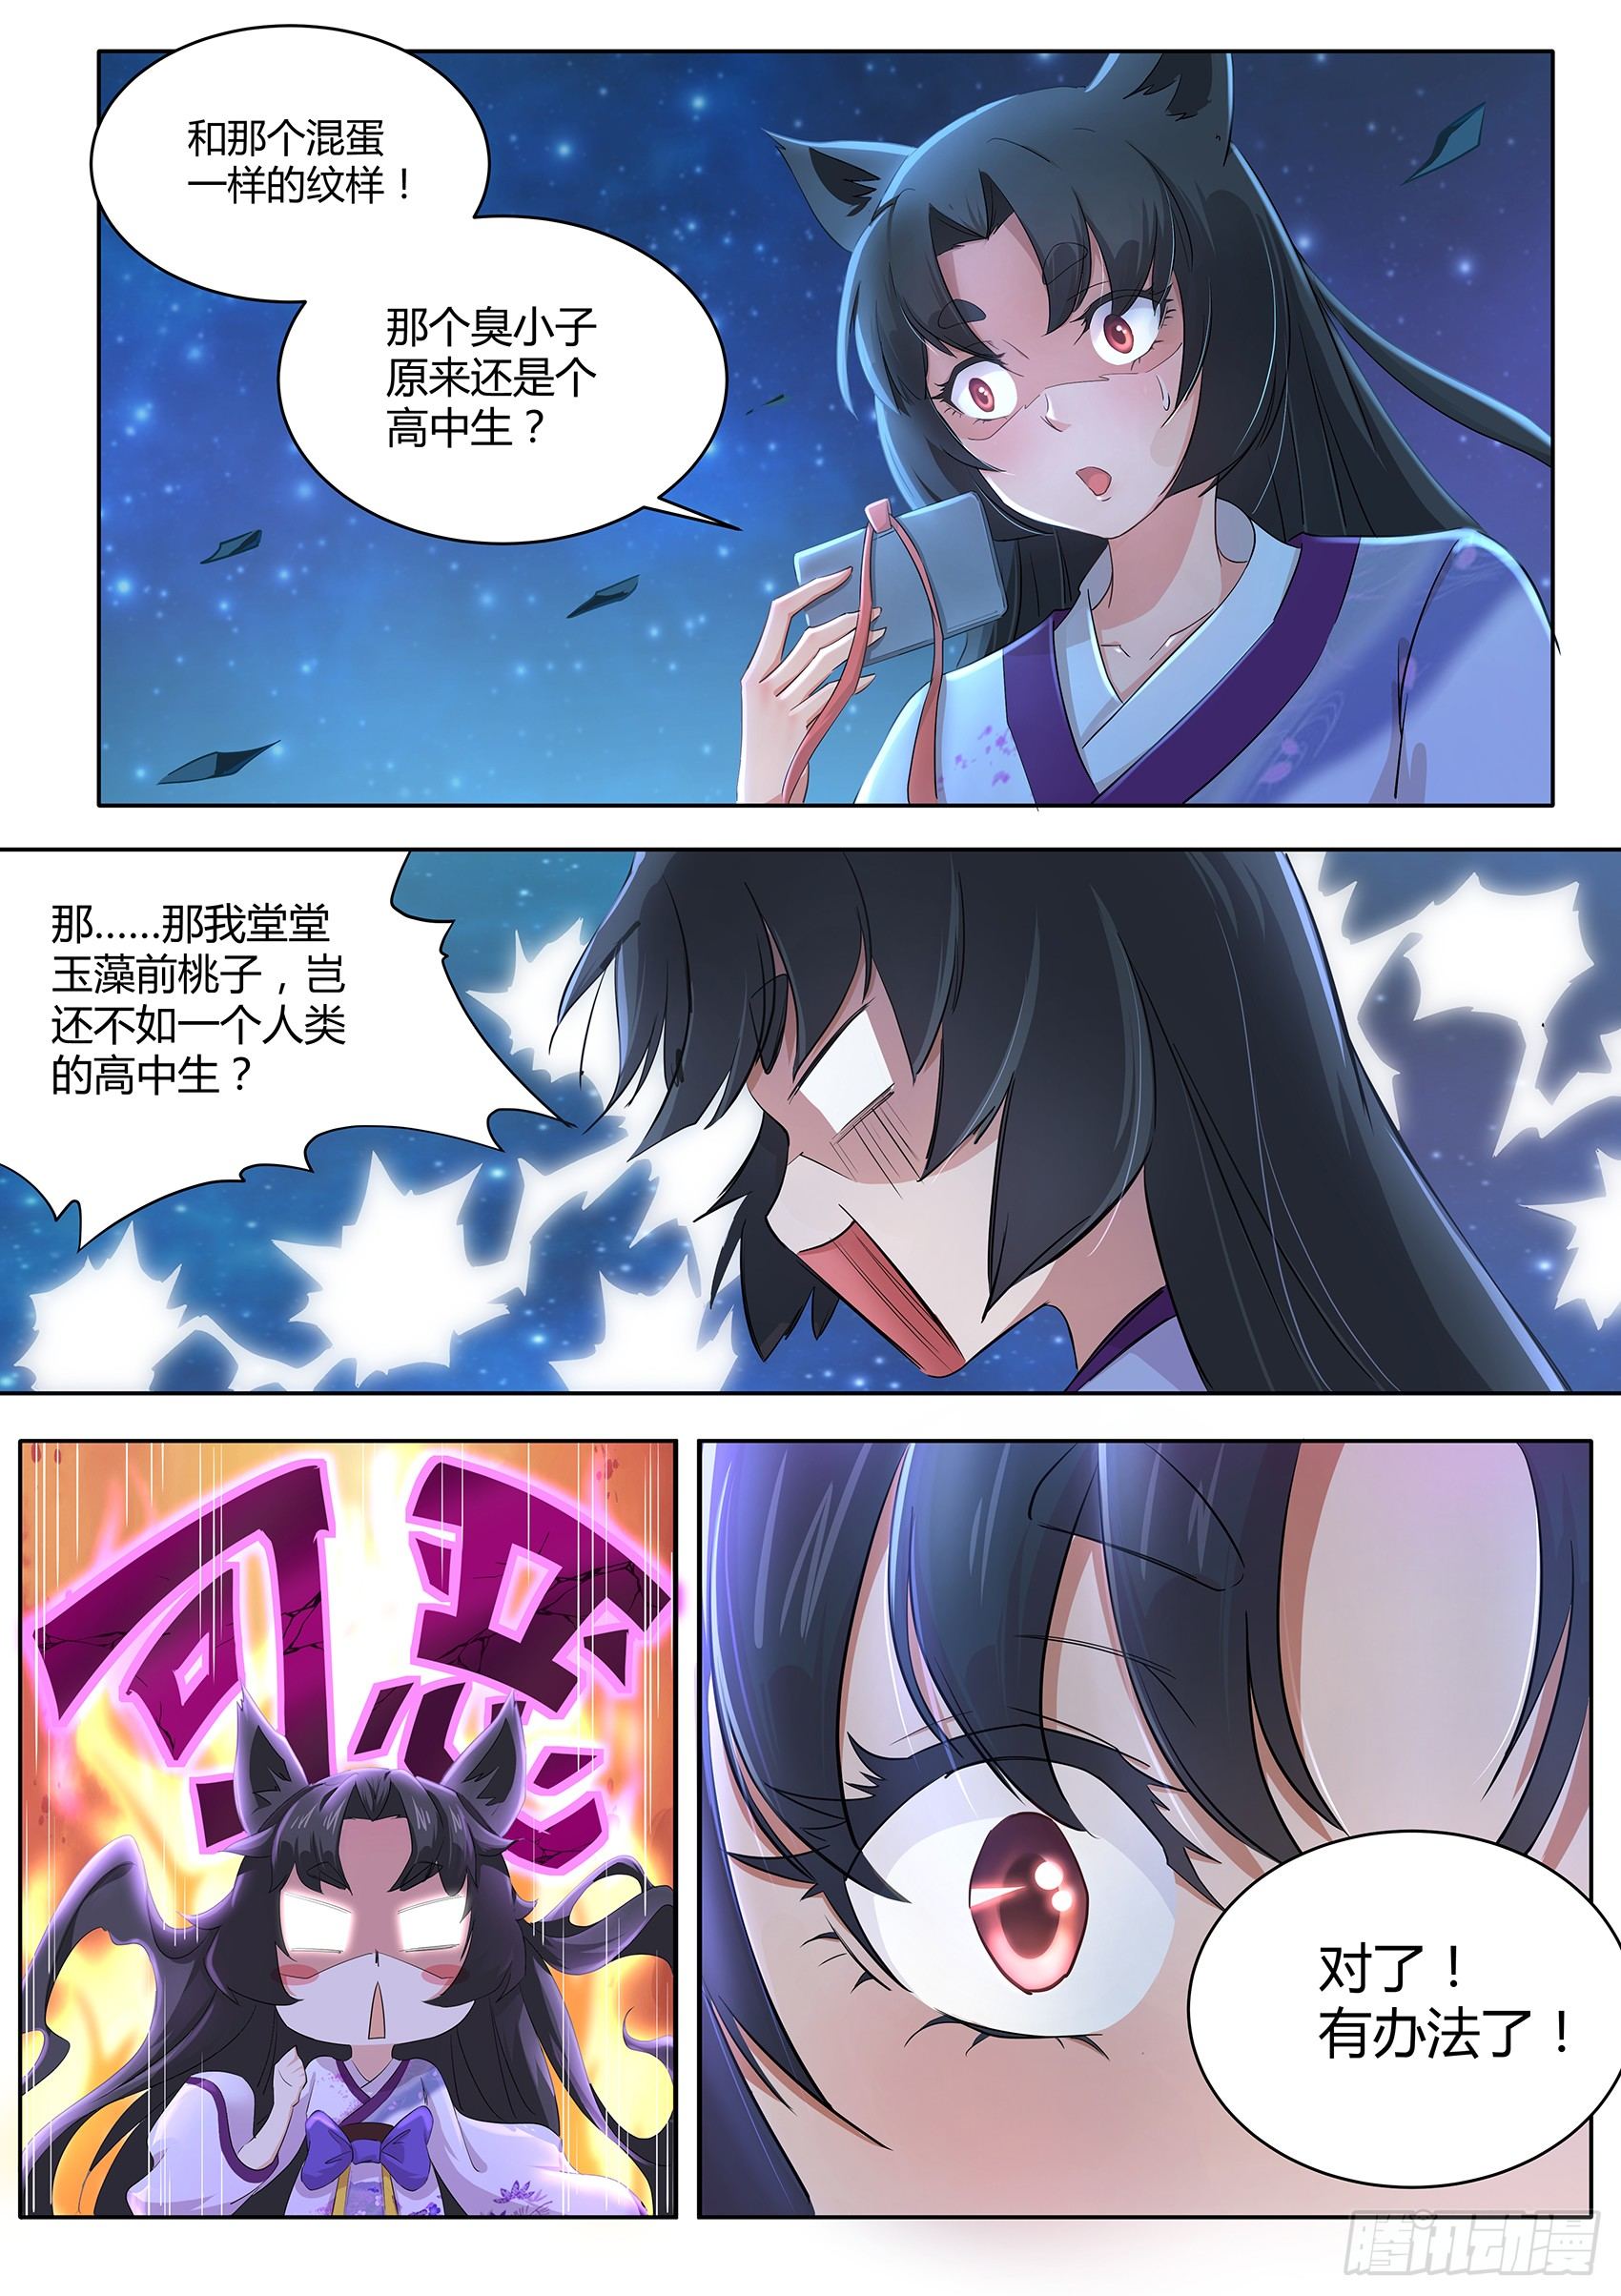 和那个混蛋
一样的纹样！
那个臭小子
原来还是个
高中生？
那……那我堂堂
玉藻前桃子，岂
还不如一个人类
的高中生？
可恶
对了！
有办法了！
腾讯动漫